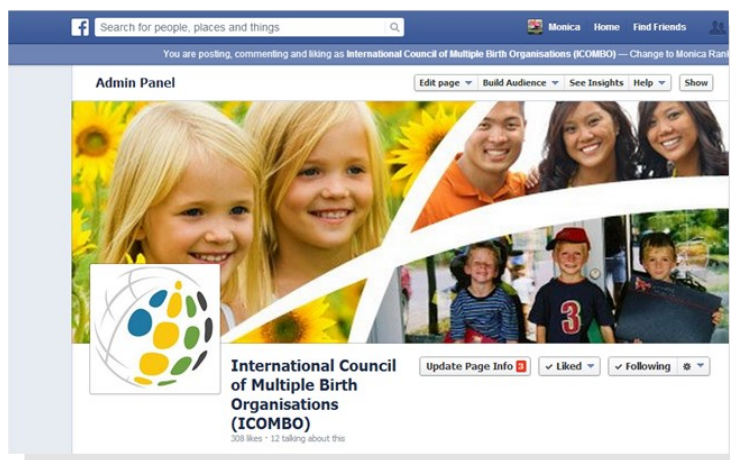 f Search for people, places and things Monica Home Find Friends
You are posting, commenting and liking as International Council of Multiple Birth Organisations (ICOMBO) — Change to Monica Rank
Admin Panel Edit page Build Audience See Insights Help Show
3
International Council
of Multiple Birth
Organisations
(ICOMBO)
308 likes · 12 talking about this
Update Page Info 3 Liked Following